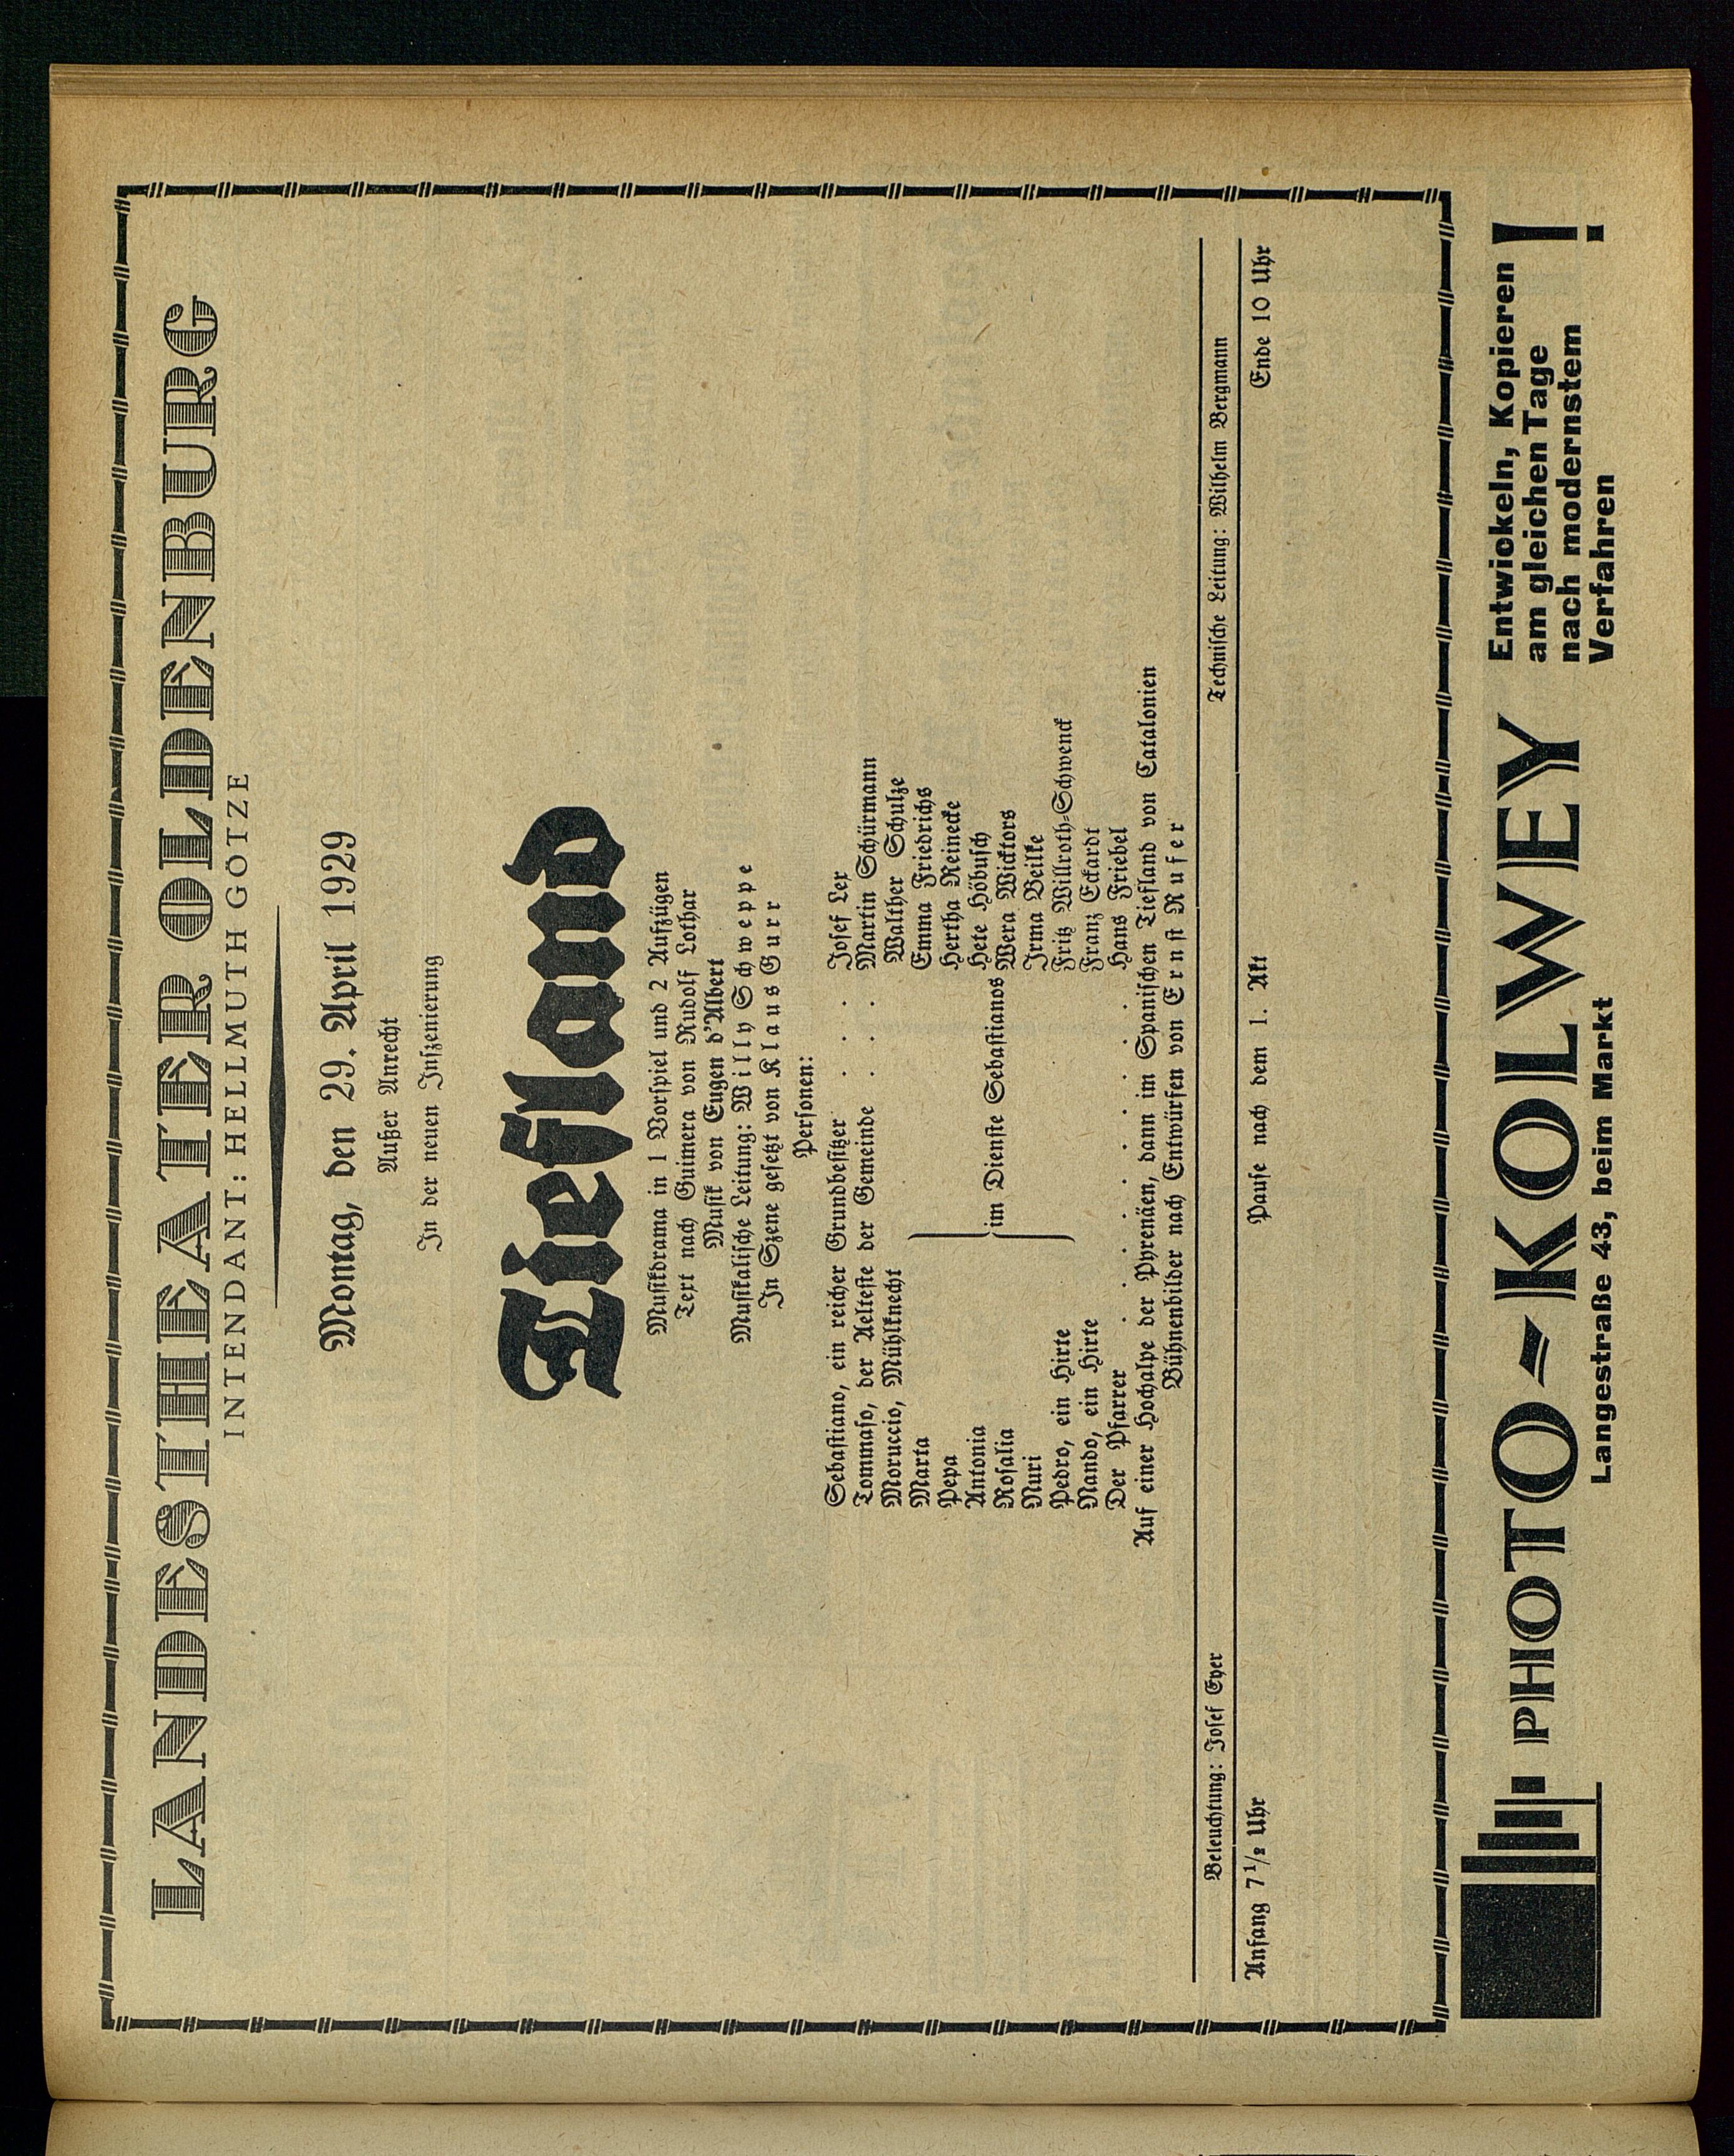 LANDESTHEATER OLDENBURG
INTENDANT: HELLMUTH GÖTZE
Montag, den 29. April 1929
Außer Anrecht
In der neuen Inszenierung
Tiefland
Musikdrama in 1 Vorspiel und 2 Aufzügen
Text nach Guimera von Rudolf Lothar
Musik von Eugen d'Albert
Musikalische Leitung: Willy Schweppe
In Szene gesetzt von Klaus Gurr
Personen:
Sebastiano, ein reicher Grundbesitzer . . . . Josef Lex
Tommaso, der Aelteste der Gemeinde . . . . Martin Schürmann
Moruccio, Mühlknecht Walther Schulze
Marta Emma Friedrichs
Pepa Hertha Reinecke
Antonia Hete Höbusch
Rosalia im Dienste Sebastianos Wera Wicktors
Nuri Irma Beilke
Pedro, ein Hirte Fritz Willroth-Schwenck
Nando, ein Hirte Franz Eckardt
Der Pfarrer . . . . . . . . . . Hans Friebel
Auf einer Hochalpe der Pyrenäen, dann im Spanischen Tiefland von Catalonien
Bühnenbilder nach Entwürfen von Ernst Rufer
Beleuchtung: Josef Eyer Technische Leitung: Wilhelm Bergmann
Anfang 7½ Uhr Pause nach dem 1. Akt Ende 10 Uhr
PHOTO-KOLWEY
Langestraße 43, beim Markt
Entwickeln, Kopieren
am gleichen Tage
nach modernstem
Verfahren !